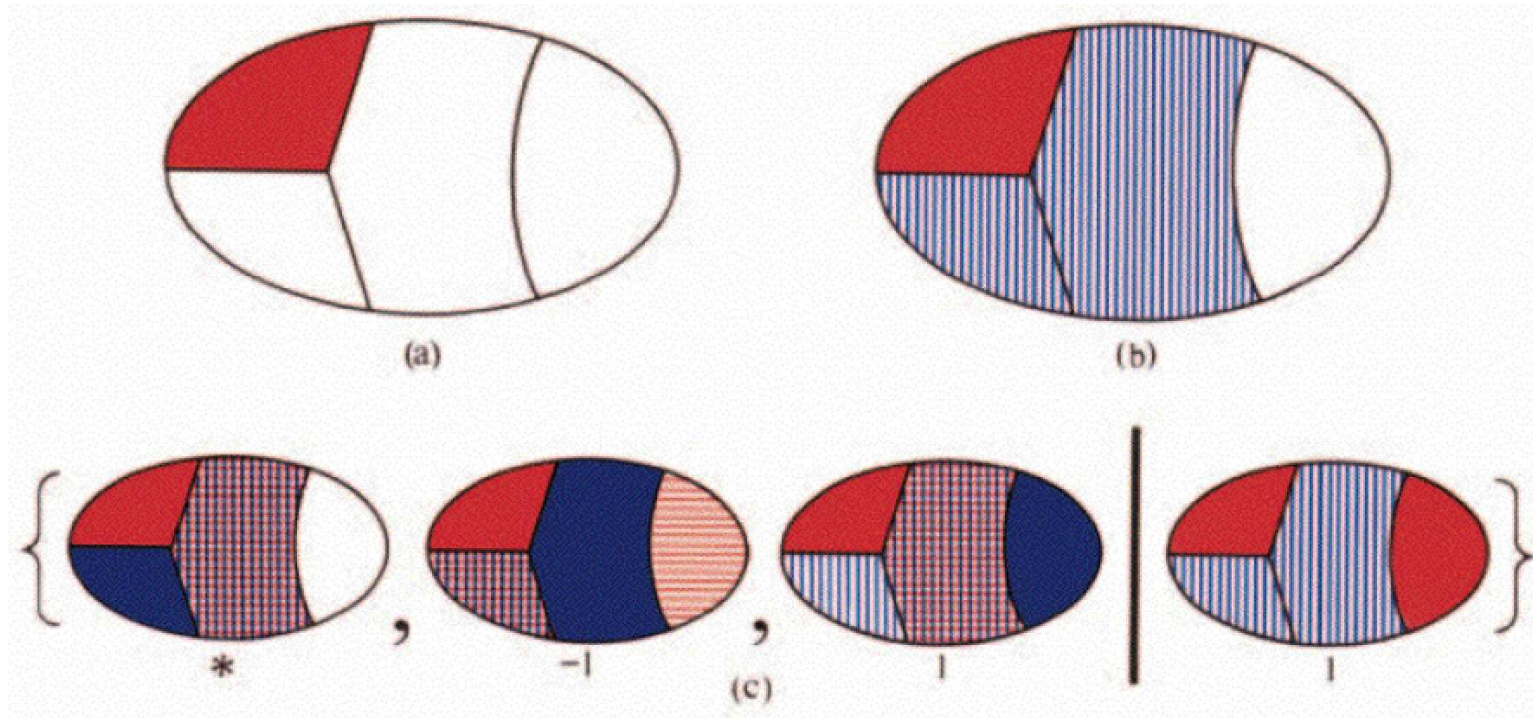 (a)
(b)
{ , , | }
* -1 1 1
(c)